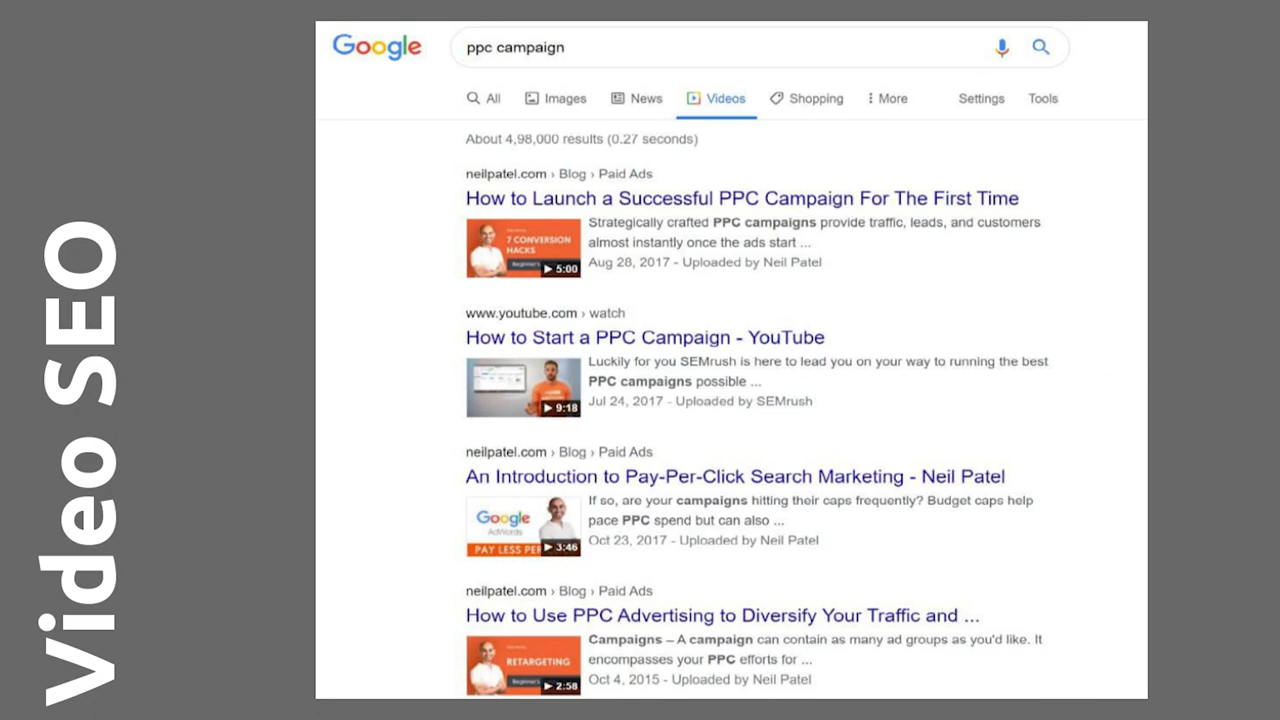 Video SEO
Google
ppc campaign
All Images News Videos Shopping More Settings Tools
About 4,98,000 results (0.27 seconds)
neilpatel.com › Blog › Paid Ads
How to Launch a Successful PPC Campaign For The First Time
7 CONVERSION
HACKS
Beginner's
5:00
Strategically crafted PPC campaigns provide traffic, leads, and customers
almost instantly once the ads start ...
Aug 28, 2017 - Uploaded by Neil Patel
www.youtube.com › watch
How to Start a PPC Campaign - YouTube
9:18
Luckily for you SEMrush is here to lead you on your way to running the best
PPC campaigns possible ...
Jul 24, 2017 - Uploaded by SEMrush
neilpatel.com › Blog › Paid Ads
An Introduction to Pay-Per-Click Search Marketing - Neil Patel
Google
AdWords
PAY LESS PER
3:46
If so, are your campaigns hitting their caps frequently? Budget caps help
pace PPC spend but can also ...
Oct 23, 2017 - Uploaded by Neil Patel
neilpatel.com › Blog › Paid Ads
How to Use PPC Advertising to Diversify Your Traffic and ...
RETARGETING
Beginner's
2:58
Campaigns – A campaign can contain as many ad groups as you'd like. It
encompasses your PPC efforts for ...
Oct 4, 2015 - Uploaded by Neil Patel